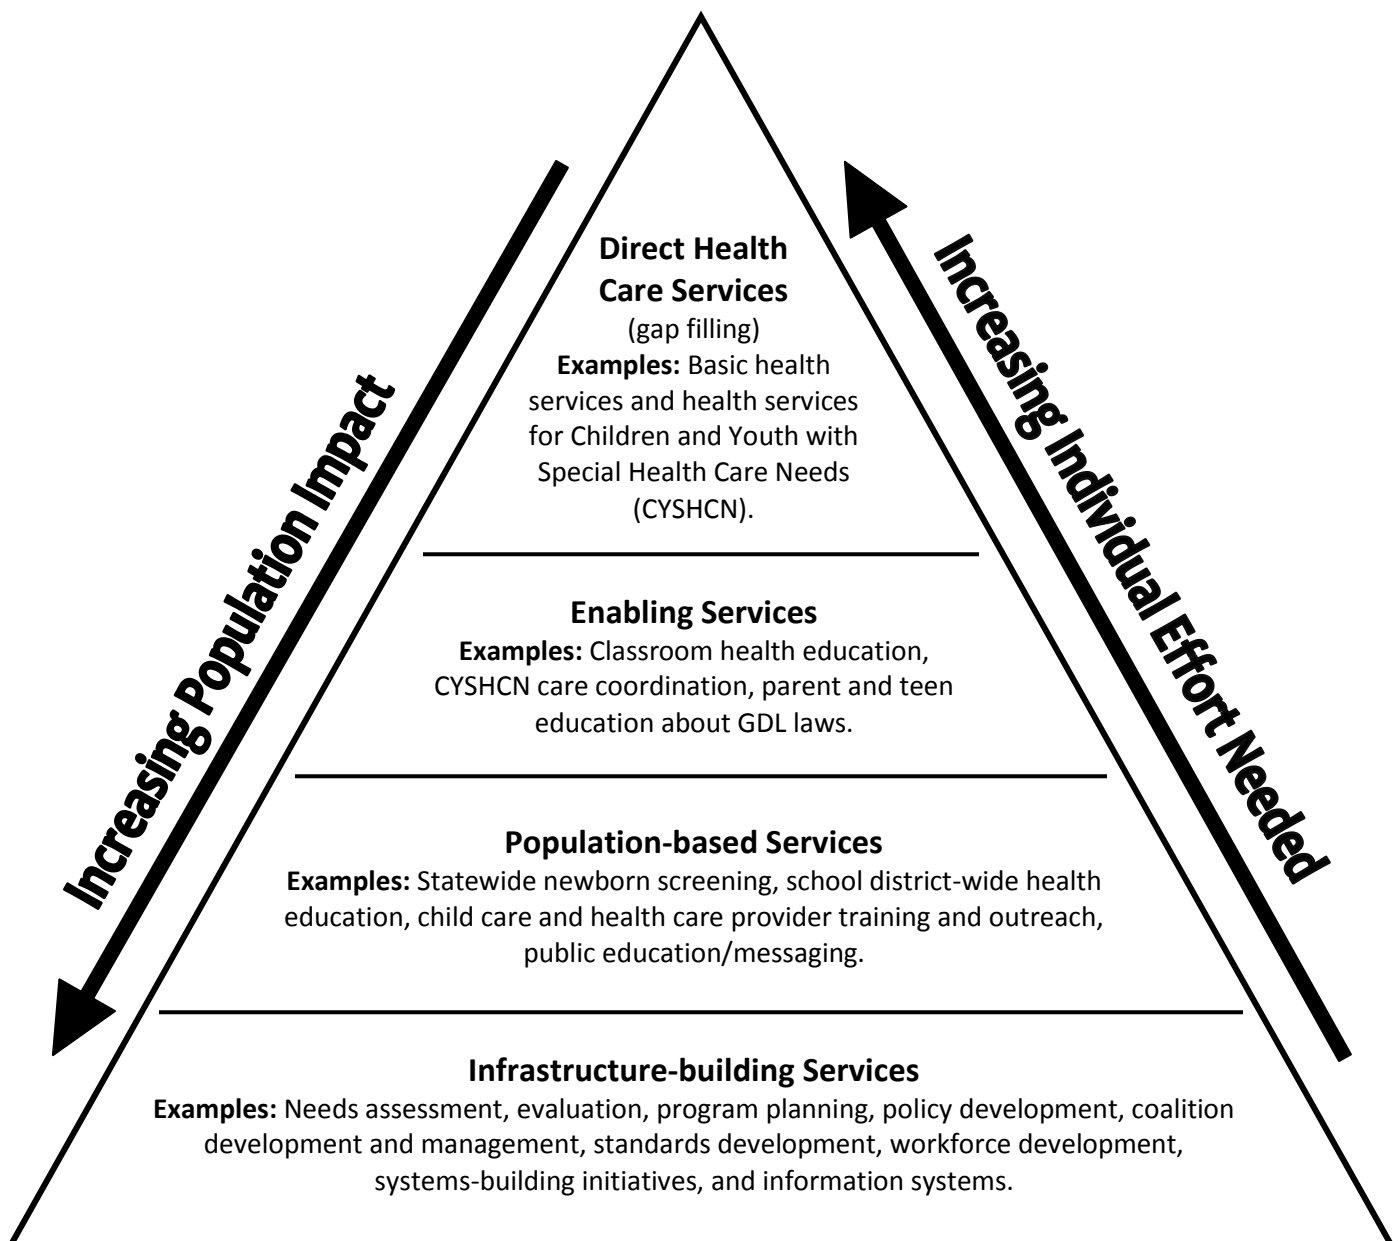 Direct Health
Care Services
(gap filling)
Examples: Basic health
services and health services
for Children and Youth with
Special Health Care Needs
(CYSHCN).
Increasing Population Impact
Increasing Individual Effort Needed
Enabling Services
Examples: Classroom health education,
CYSHCN care coordination, parent and teen
education about GDL laws.
Population-based Services
Examples: Statewide newborn screening, school district-wide health
education, child care and health care provider training and outreach,
public education/messaging.
Infrastructure-building Services
Examples: Needs assessment, evaluation, program planning, policy development, coalition
development and management, standards development, workforce development,
systems-building initiatives, and information systems.